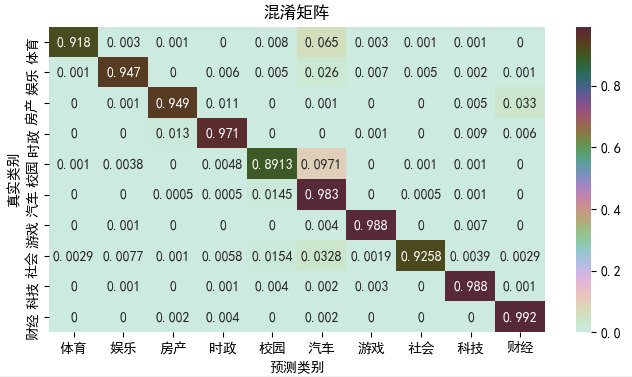 混淆矩阵
体育 0.918 0.003 0.001 0 0.008 0.065 0.003 0.001 0.001 0
娱乐 0.001 0.947 0 0.006 0.005 0.026 0.007 0.005 0.002 0.001
房产 0 0.001 0.949 0.011 0 0.001 0 0 0.005 0.033
时政 0 0 0.013 0.971 0 0 0.001 0 0.009 0.006
校园 0.001 0.0038 0 0.0048 0.8913 0.0971 0 0.001 0.001 0
汽车 0 0 0.0005 0.0005 0.0145 0.983 0 0.0005 0.001 0
游戏 0 0.001 0 0 0 0.004 0.988 0 0.007 0
社会 0.0029 0.0077 0.001 0.0058 0.0154 0.0328 0.0019 0.9258 0.0039 0.0029
科技 0 0.001 0 0.001 0.004 0.002 0.003 0 0.988 0.001
财经 0 0 0.002 0.004 0 0.002 0 0 0 0.992
真实类别
体育 娱乐 房产 时政 校园 汽车 游戏 社会 科技 财经
预测类别
0.8
0.6
0.4
0.2
0.0